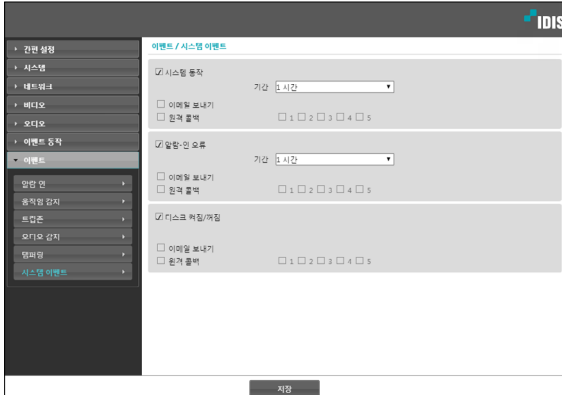 IDIS
간편 설정
시스템
네트워크
비디오
오디오
이벤트 동작
이벤트
알람 인
움직임 감지
트립존
오디오 감지
탬퍼링
시스템 이벤트
이벤트 / 시스템 이벤트
시스템 동작
기간 1 시간
이메일 보내기
원격 콜백 1 2 3 4 5
알람-인 오류
기간 1 시간
이메일 보내기
원격 콜백 1 2 3 4 5
디스크 켜짐/꺼짐
이메일 보내기
원격 콜백 1 2 3 4 5
저장